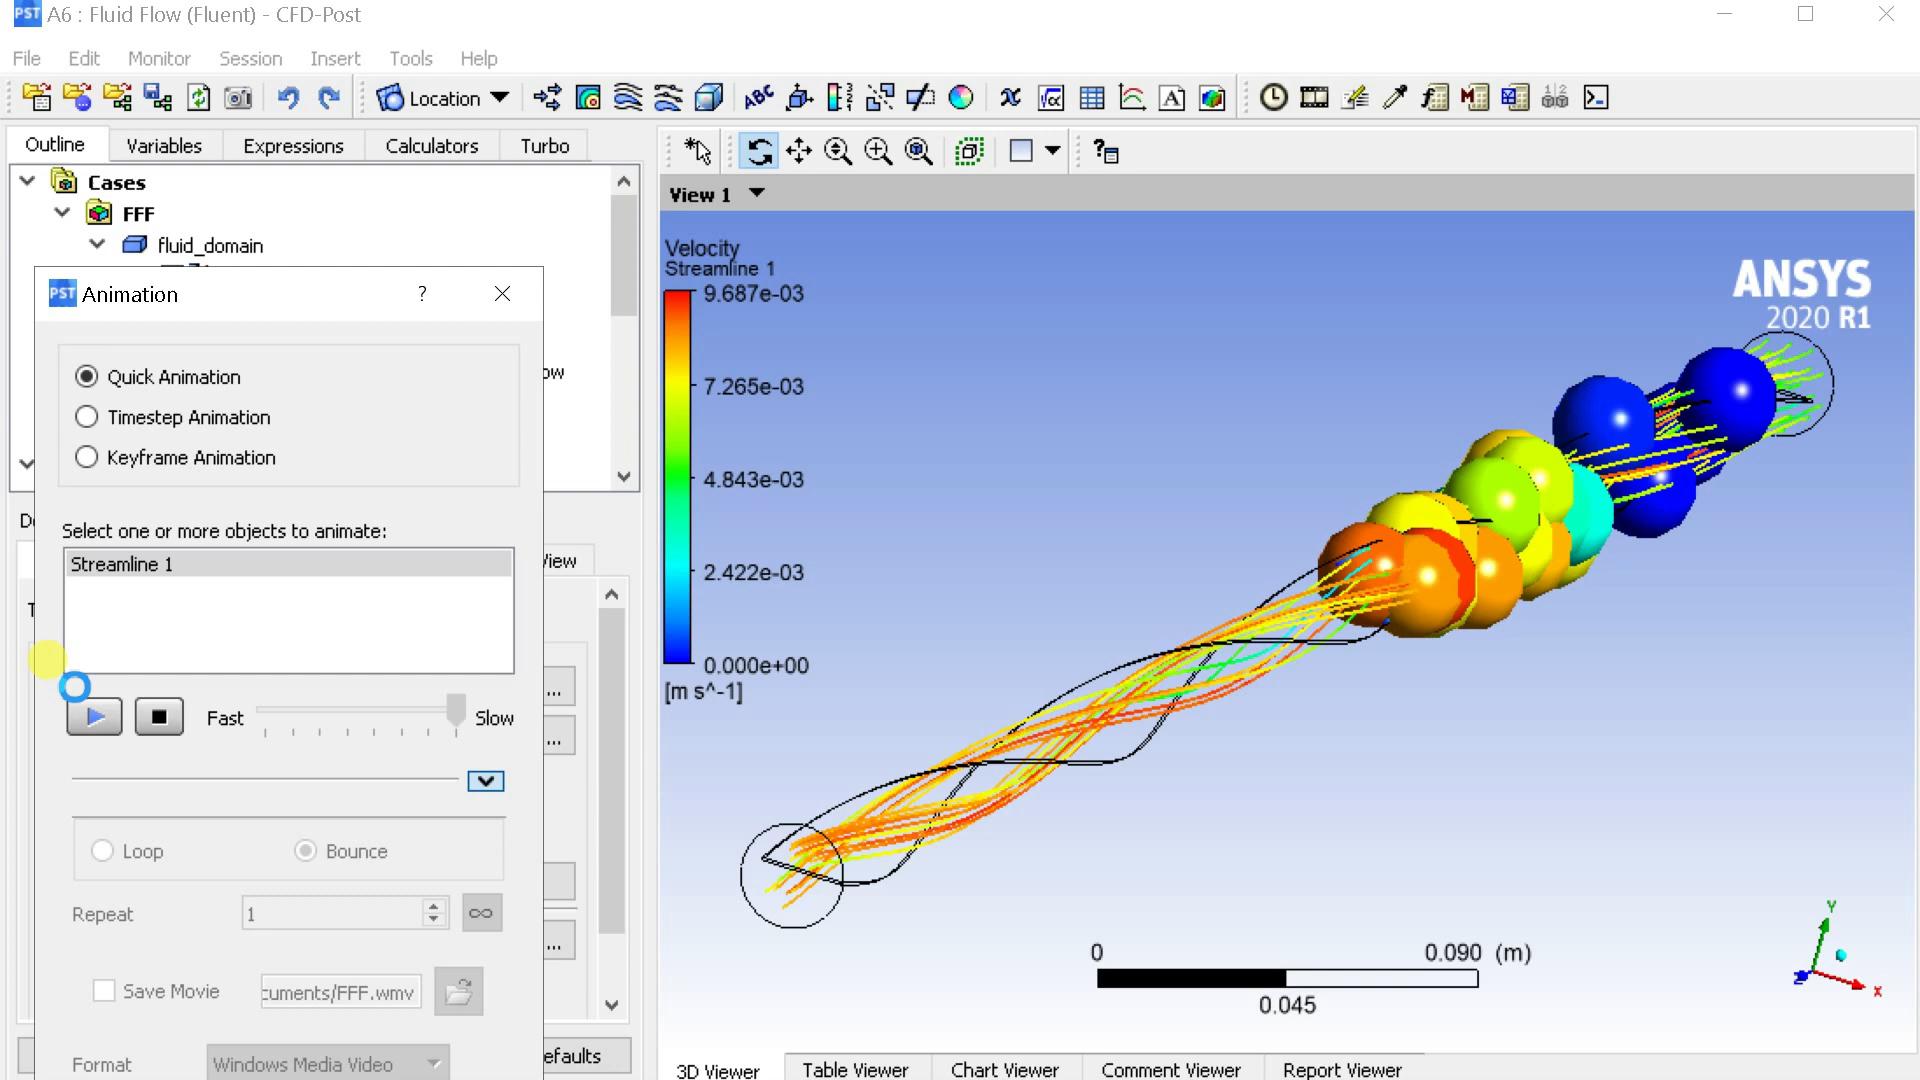 PST A6 : Fluid Flow (Fluent) - CFD-Post
File Edit Monitor Session Insert Tools Help
Location
Outline Variables Expressions Calculators Turbo
Cases
FFF
fluid_domain
PST Animation ?
Quick Animation
Timestep Animation
Keyframe Animation
Select one or more objects to animate:
Streamline 1
Fast Slow
Loop Bounce
Repeat 1
Save Movie cuments/FFF.wmv
Format Windows Media Video
efaults
View 1
Velocity
Streamline 1
9.687e-03
7.265e-03
4.843e-03
2.422e-03
0.000e+00
[m s^-1]
ANSYS
2020 R1
0 0.090 (m)
0.045
Y
X
Z
3D Viewer Table Viewer Chart Viewer Comment Viewer Report Viewer